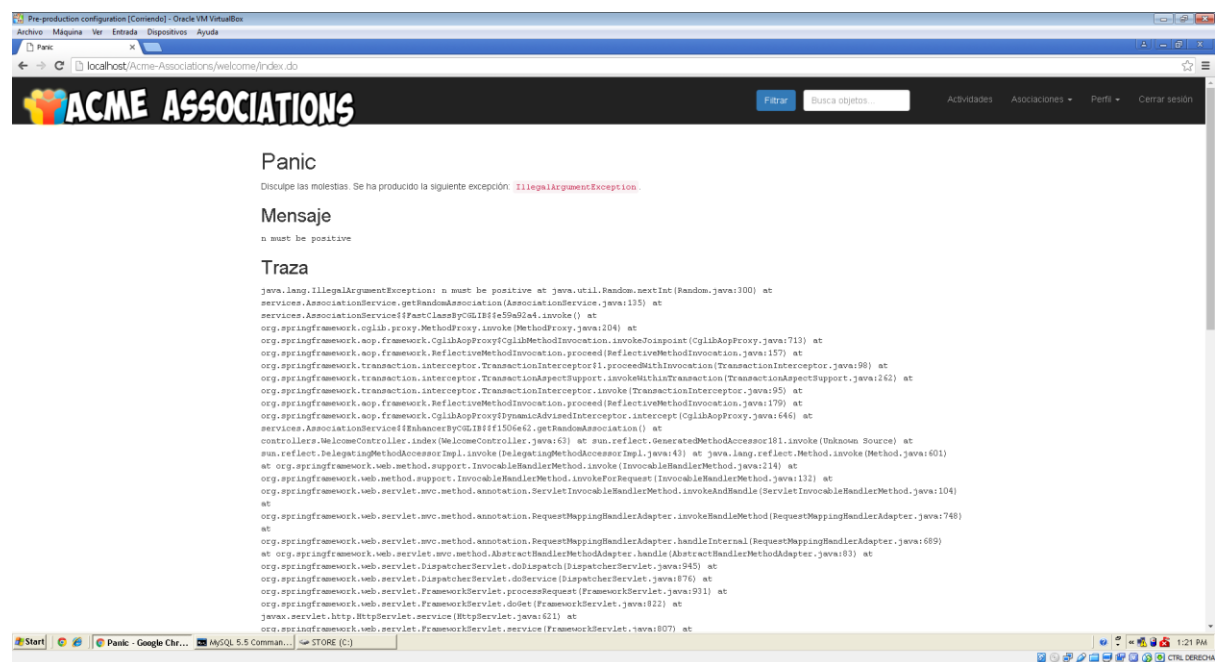 Pre-production configuration [Corriendo] - Oracle VM VirtualBox
Archivo Máquina Ver Entrada Dispositivos Ayuda
Panic
localhost/Acme-Associations/welcome/index.do
ACME ASSOCIATIONS
Filtrar Busca objetos... Actividades Asociaciones Perfil Cerrar sesión
Panic
Disculpe las molestias. Se ha producido la siguiente excepción: IllegalArgumentException.
Mensaje
n must be positive
Traza
java.lang.IllegalArgumentException: n must be positive at java.util.Random.nextInt(Random.java:300) at
services.AssociationService.getRandomAssociation(AssociationService.java:135) at
services.AssociationService$$FastClassByCGLIB$$e59a92a4.invoke() at
org.springframework.cglib.proxy.MethodProxy.invoke(MethodProxy.java:204) at
org.springframework.aop.framework.CglibAopProxy$CglibMethodInvocation.invokeJoinpoint(CglibAopProxy.java:713) at
org.springframework.aop.framework.ReflectiveMethodInvocation.proceed(ReflectiveMethodInvocation.java:157) at
org.springframework.transaction.interceptor.TransactionInterceptor$1.proceedWithInvocation(TransactionInterceptor.java:98) at
org.springframework.transaction.interceptor.TransactionAspectSupport.invokeWithinTransaction(TransactionAspectSupport.java:262) at
org.springframework.transaction.interceptor.TransactionInterceptor.invoke(TransactionInterceptor.java:95) at
org.springframework.aop.framework.ReflectiveMethodInvocation.proceed(ReflectiveMethodInvocation.java:179) at
org.springframework.aop.framework.CglibAopProxy$DynamicAdvisedInterceptor.intercept(CglibAopProxy.java:646) at
services.AssociationService$$EnhancerByCGLIB$$f1506e62.getRandomAssociation() at
controllers.WelcomeController.index(WelcomeController.java:63) at sun.reflect.GeneratedMethodAccessor181.invoke(Unknown Source) at
sun.reflect.DelegatingMethodAccessorImpl.invoke(DelegatingMethodAccessorImpl.java:43) at java.lang.reflect.Method.invoke(Method.java:601)
at org.springframework.web.method.support.InvocableHandlerMethod.invoke(InvocableHandlerMethod.java:214) at
org.springframework.web.method.support.InvocableHandlerMethod.invokeForRequest(InvocableHandlerMethod.java:132) at
org.springframework.web.servlet.mvc.method.annotation.ServletInvocableHandlerMethod.invokeAndHandle(ServletInvocableHandlerMethod.java:104)
at
org.springframework.web.servlet.mvc.method.annotation.RequestMappingHandlerAdapter.invokeHandleMethod(RequestMappingHandlerAdapter.java:748)
at
org.springframework.web.servlet.mvc.method.annotation.RequestMappingHandlerAdapter.handleInternal(RequestMappingHandlerAdapter.java:689)
at org.springframework.web.servlet.mvc.method.AbstractHandlerMethodAdapter.handle(AbstractHandlerMethodAdapter.java:83) at
org.springframework.web.servlet.DispatcherServlet.doDispatch(DispatcherServlet.java:945) at
org.springframework.web.servlet.DispatcherServlet.doService(DispatcherServlet.java:876) at
org.springframework.web.servlet.FrameworkServlet.processRequest(FrameworkServlet.java:931) at
org.springframework.web.servlet.FrameworkServlet.doGet(FrameworkServlet.java:822) at
javax.servlet.http.HttpServlet.service(HttpServlet.java:621) at
org.springframework.web.servlet.FrameworkServlet.service(FrameworkServlet.java:807) at
Start Panic - Google Chr... MySQL 5.5 Comman... STORE (C:) 1:21 PM
CTRL DERECHA